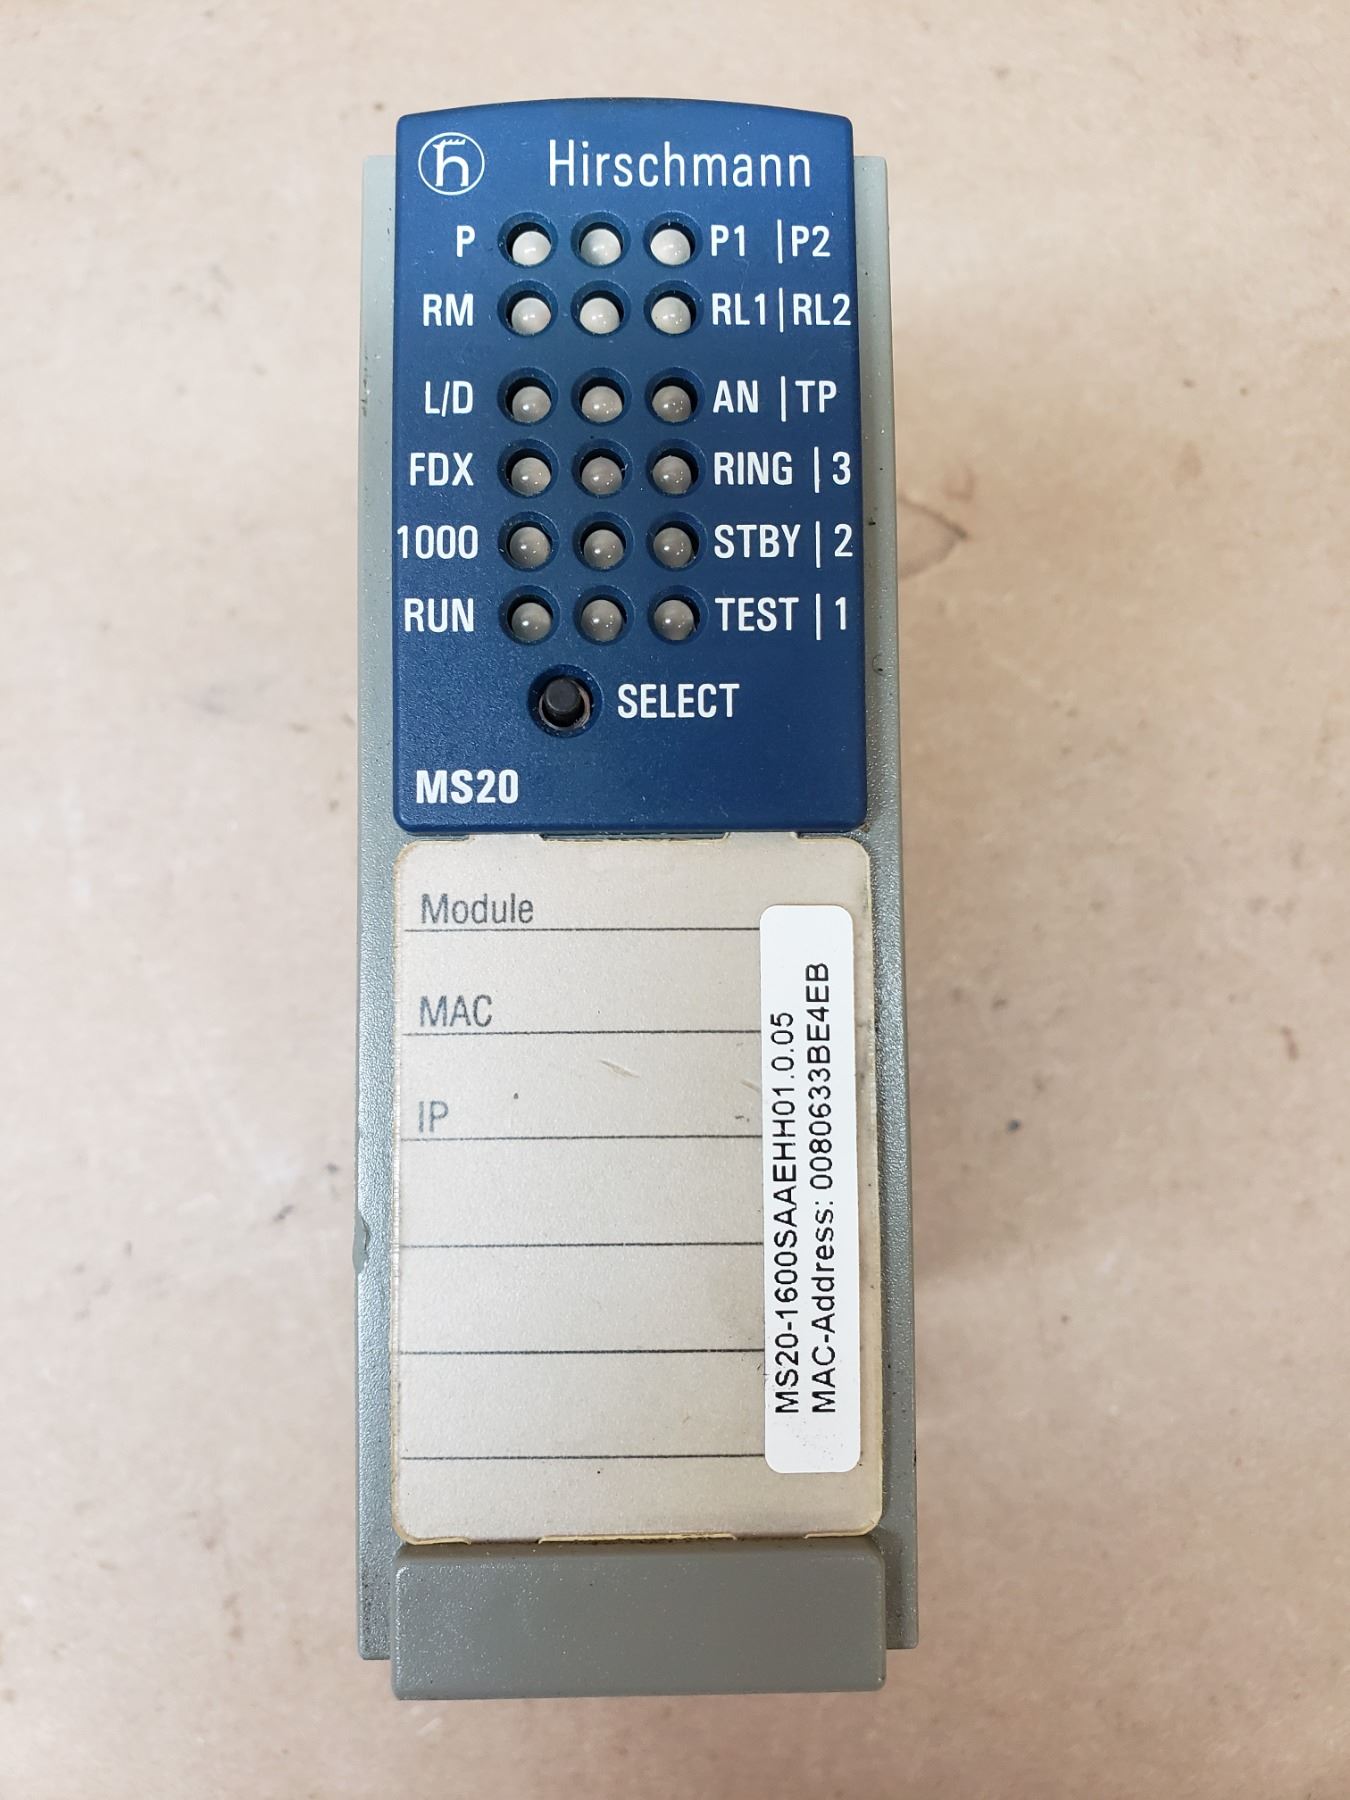 Hirschmann
P P1 | P2
RM RL1 | RL2
L/D AN | TP
FDX RING | 3
1000 STBY | 2
RUN TEST | 1
SELECT
MS20
Module
MAC
IP
MS20-1600SAAEHH01.0.05
MAC-Address: 0080633BE4EB